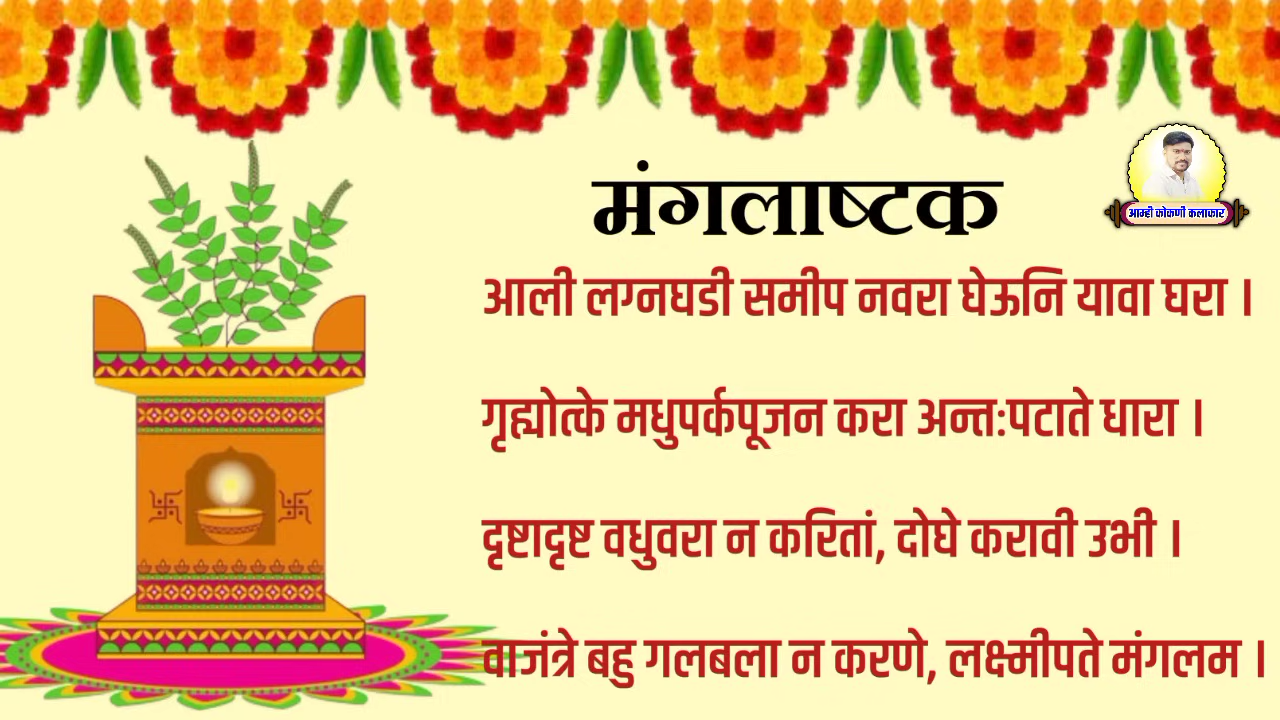 मंगलाष्टक
आम्ही कोकणी कलाकार
आली लग्नघडी समीप नवरा घेऊनि यावा घरा ।
गृह्योत्के मधुपर्कपूजन करा अन्तःपटाते धारा ।
दृष्टादृष्ट वधुवरा न करितां, दोघे करावी उभी ।
वाजंत्रे बहु गलबला न करणे, लक्ष्मीपते मंगलम ।